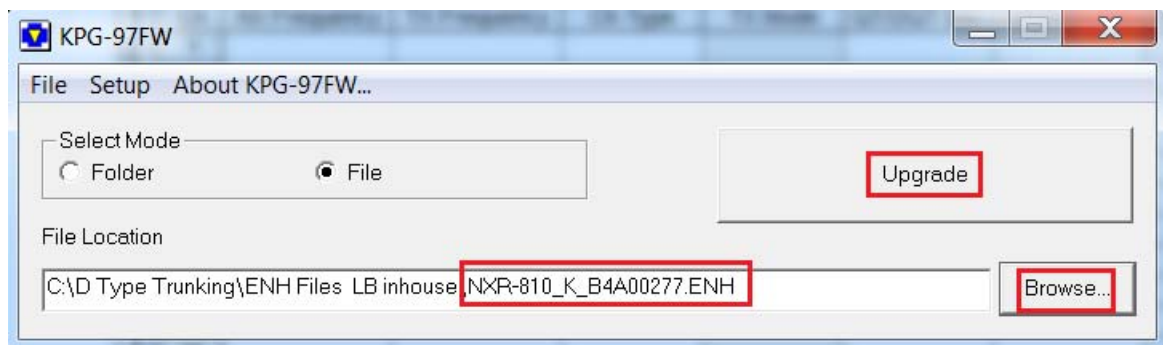 KPG-97FW
File Setup About KPG-97FW...
Select Mode
Folder File
Upgrade
File Location
C:\D Type Trunking\ENH Files LB inhouse\NXR-810_K_B4A00277.ENH
Browse...